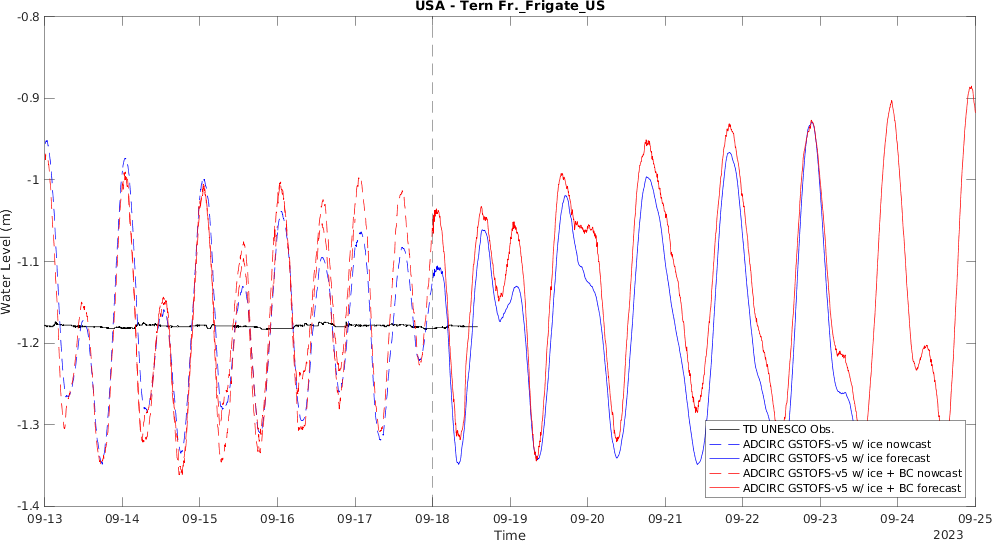 USA - Tern Fr._Frigate_US
Water Level (m)
-0.8
-0.9
-1
-1.1
-1.2
-1.3
-1.4
TD UNESCO Obs.
ADCIRC GSTOFS-v5 w/ ice nowcast
ADCIRC GSTOFS-v5 w/ ice forecast
ADCIRC GSTOFS-v5 w/ ice + BC nowcast
ADCIRC GSTOFS-v5 w/ ice + BC forecast
09-13 09-14 09-15 09-16 09-17 09-18 09-19 09-20 09-21 09-22 09-23 09-24 09-25
Time
2023